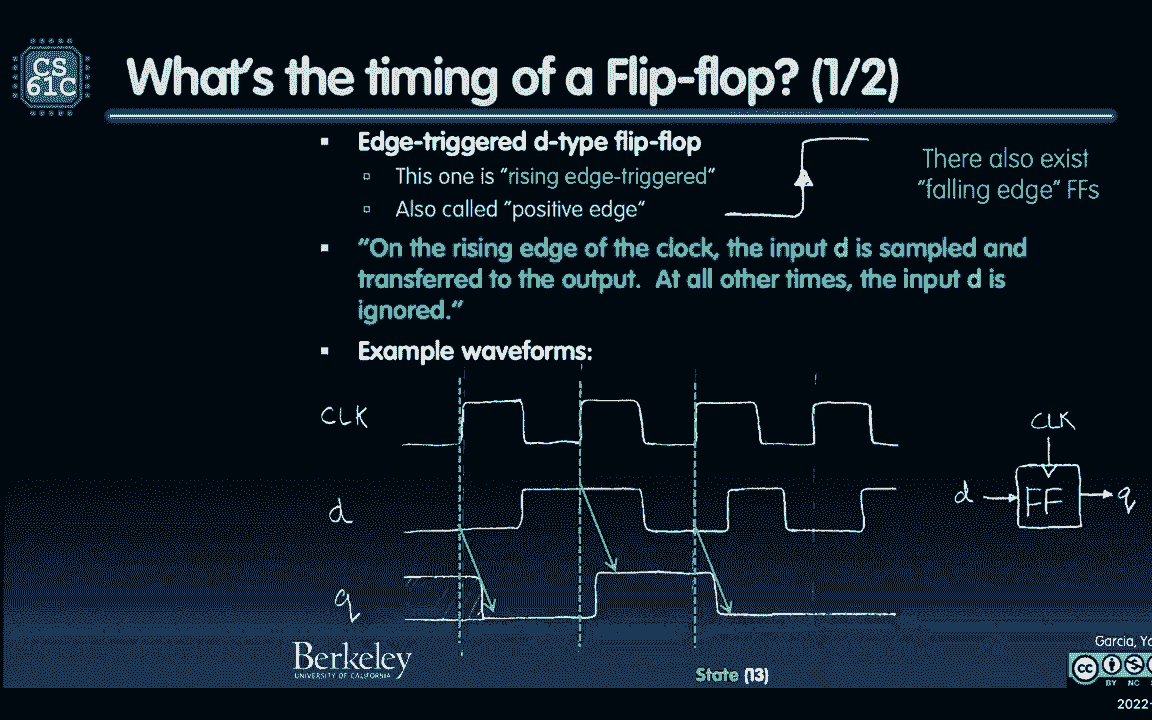 CS
61C
What's the timing of a Flip-flop? (1/2)
Edge-triggered d-type flip-flop
This one is "rising edge-triggered"
Also called "positive edge"
There also exist
"falling edge" FFs
"On the rising edge of the clock, the input d is sampled and
transferred to the output. At all other times, the input d is
ignored."
Example waveforms:
CLK
d
q
CLK
d
FF
q
Berkeley
UNIVERSITY OF CALIFORNIA
State (13)
Garcia,
cc
BY NC
2022-